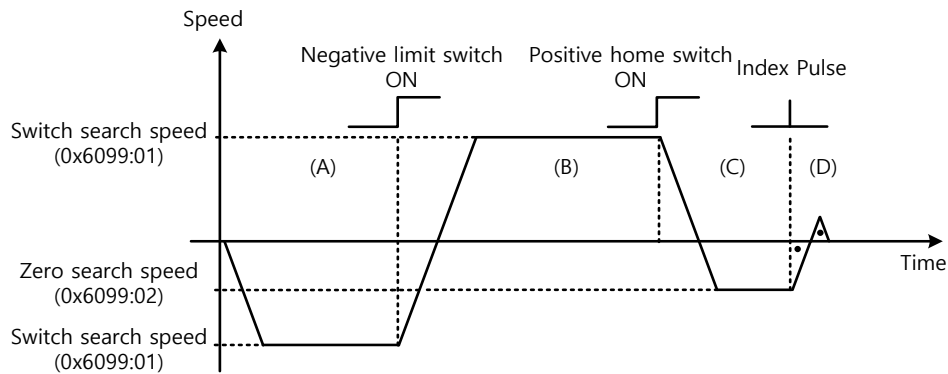 Speed
Negative limit switch
ON
Positive home switch
ON
Index Pulse
Switch search speed
(0x6099:01)
(A)
(B)
(C)
(D)
Time
Zero search speed
(0x6099:02)
Switch search speed
(0x6099:01)